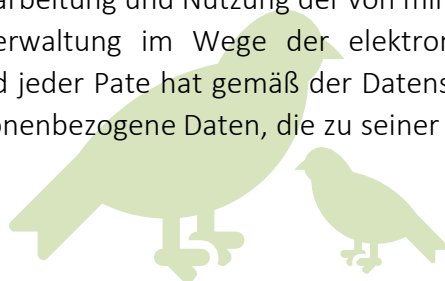 arbeitung und Nutzung der von mir
erwaltung im Wege der elektron
d jeder Pate hat gemäß der Datens
onenbezogene Daten, die zu seiner